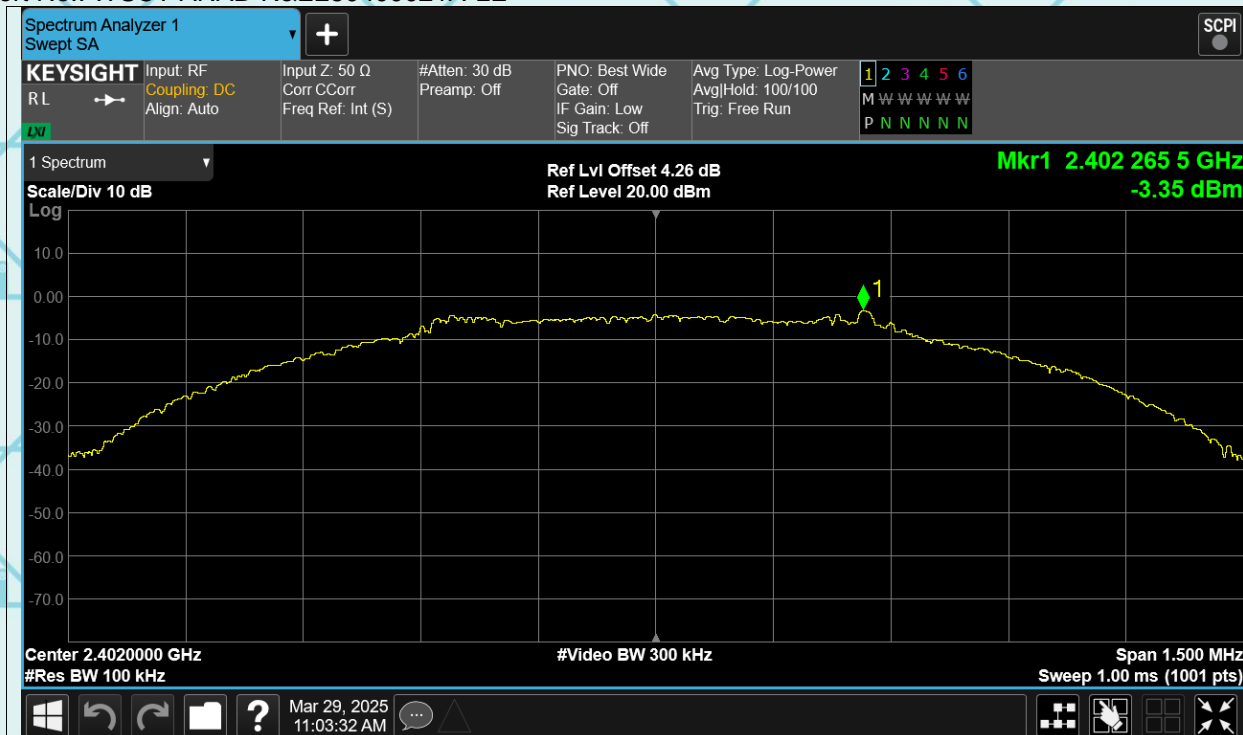 Spectrum Analyzer 1
Swept SA
+
SCPI
KEYSIGHT
R L
LXI
Input: RF
Coupling: DC
Align: Auto
Input Z: 50 Ω
Corr CCorr
Freq Ref: Int (S)
#Atten: 30 dB
Preamp: Off
PNO: Best Wide
Gate: Off
IF Gain: Low
Sig Track: Off
Avg Type: Log-Power
Avg|Hold: 100/100
Trig: Free Run
1 2 3 4 5 6
M W W W W W
P N N N N N
1 Spectrum
Scale/Div 10 dB
Ref Lvl Offset 4.26 dB
Ref Level 20.00 dBm
Mkr1 2.402 265 5 GHz
-3.35 dBm
Log
10.0
0.00
-10.0
-20.0
-30.0
-40.0
-50.0
-60.0
-70.0
1
Center 2.4020000 GHz
#Res BW 100 kHz
#Video BW 300 kHz
Span 1.500 MHz
Sweep 1.00 ms (1001 pts)
?
Mar 29, 2025
11:03:32 AM